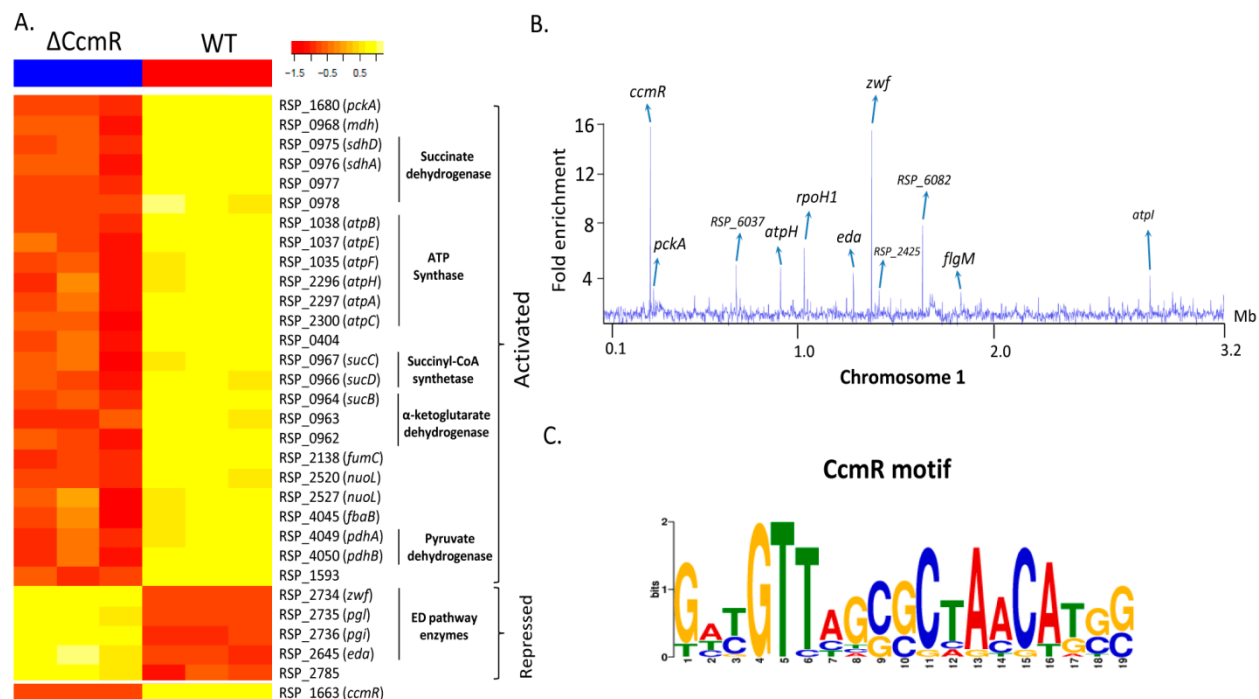 A.
ΔCcmR
WT
−1.5 −0.5 0.5
RSP_1680 (pckA)
RSP_0968 (mdh)
RSP_0975 (sdhD)
RSP_0976 (sdhA)
RSP_0977
RSP_0978
RSP_1038 (atpB)
RSP_1037 (atpE)
RSP_1035 (atpF)
RSP_2296 (atpH)
RSP_2297 (atpA)
RSP_2300 (atpC)
RSP_0404
RSP_0967 (sucC)
RSP_0966 (sucD)
RSP_0964 (sucB)
RSP_0963
RSP_0962
RSP_2138 (fumC)
RSP_2520 (nuoL)
RSP_2527 (nuoL)
RSP_4045 (fbaB)
RSP_4049 (pdhA)
RSP_4050 (pdhB)
RSP_1593
RSP_2734 (zwf)
RSP_2735 (pgl)
RSP_2736 (pgi)
RSP_2645 (eda)
RSP_2785
RSP_1663 (ccmR)
Succinate
dehydrogenase
ATP
Synthase
Succinyl-CoA
synthetase
α-ketoglutarate
dehydrogenase
Pyruvate
dehydrogenase
ED pathway
enzymes
Activated
Repressed
B.
Fold enrichment
16
12
8
4
ccmR
pckA
RSP_6037
atpH
rpoH1
eda
zwf
RSP_2425
RSP_6082
flgM
atpI
Mb
0.1 1.0 2.0 3.2
Chromosome 1
C.
CcmR motif
bits
2
1
0
GATGTTAGCGCTAACATGG
1 2 3 4 5 6 7 8 9 10 11 12 13 14 15 16 17 18 19